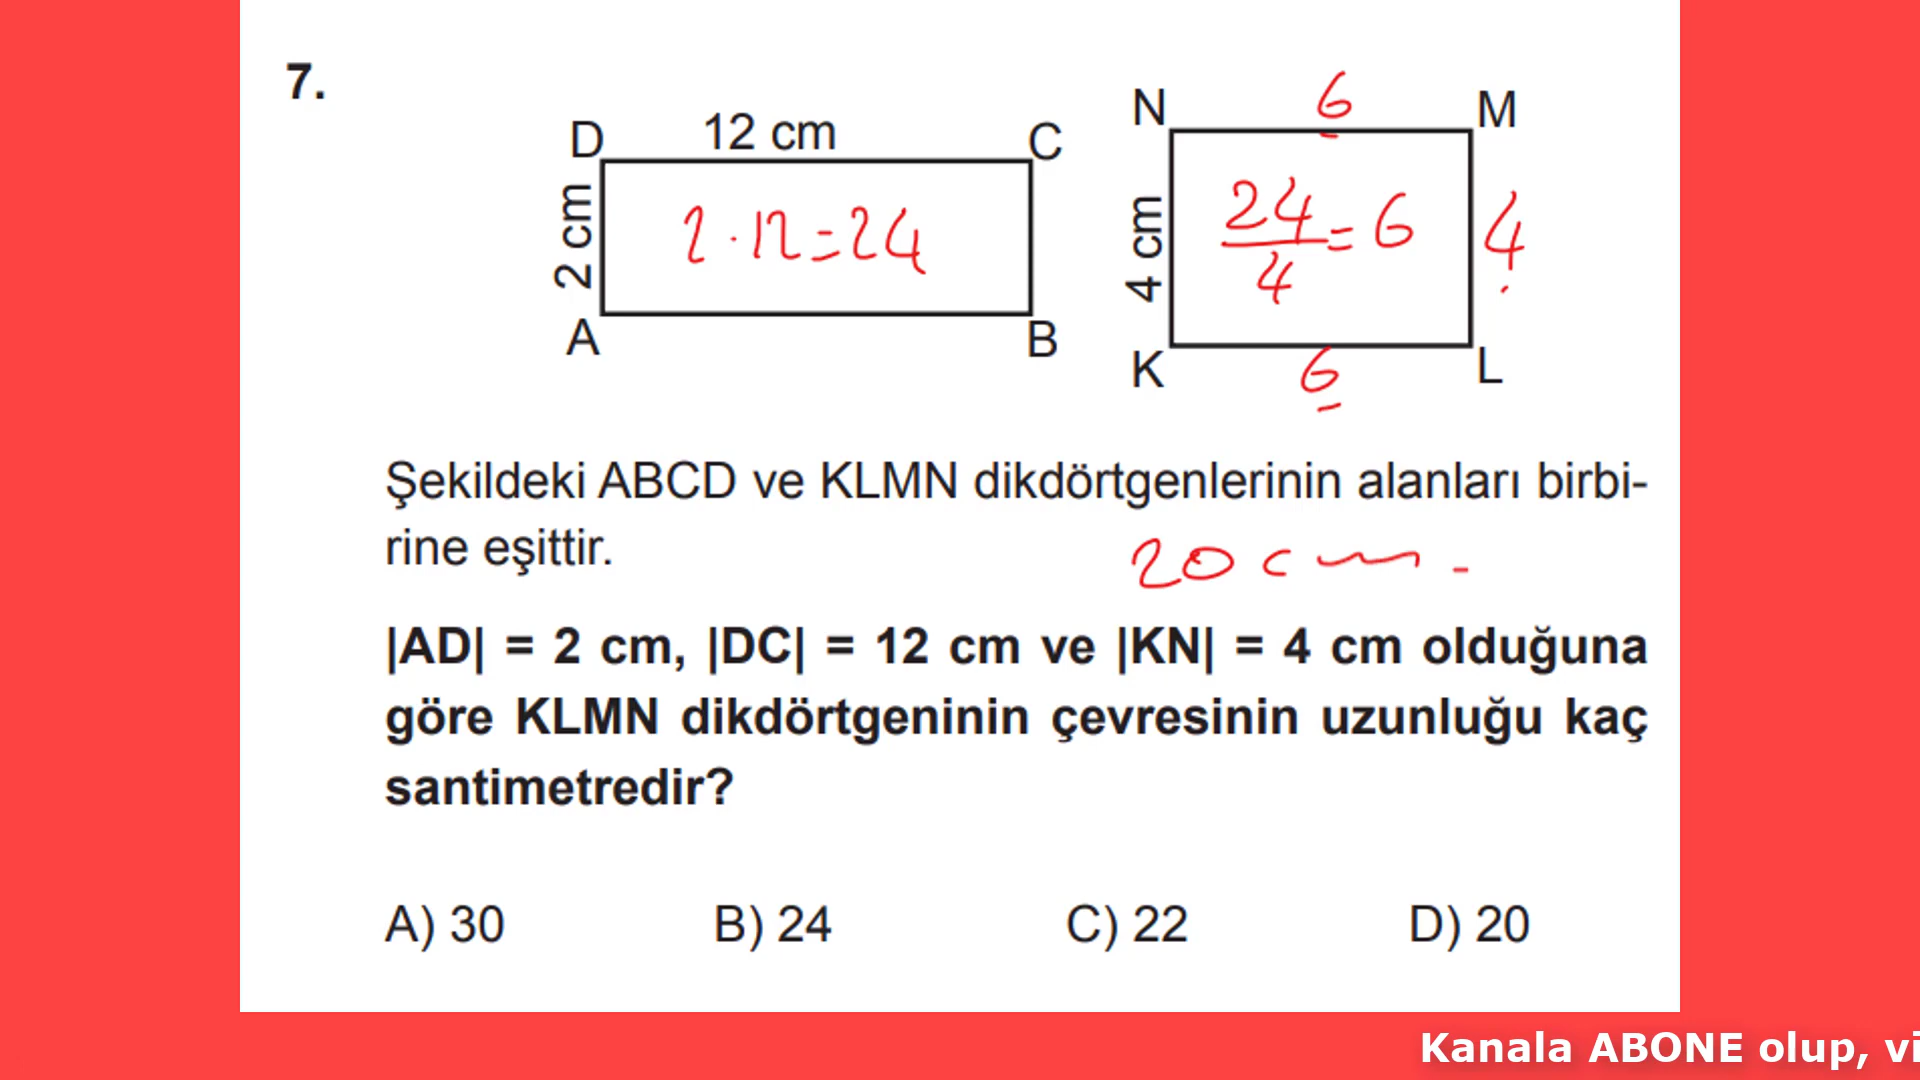 7.
D 12 cm C
2 cm
2 · 12 = 24
A B
N 6 M
4 cm
24/4 = 6
4
K 6 L
Şekildeki ABCD ve KLMN dikdörtgenlerinin alanları birbi-
rine eşittir.
20 cm
|AD| = 2 cm, |DC| = 12 cm ve |KN| = 4 cm olduğuna
göre KLMN dikdörtgeninin çevresinin uzunluğu kaç
santimetredir?
A) 30 B) 24 C) 22 D) 20
Kanala ABONE olup, vi